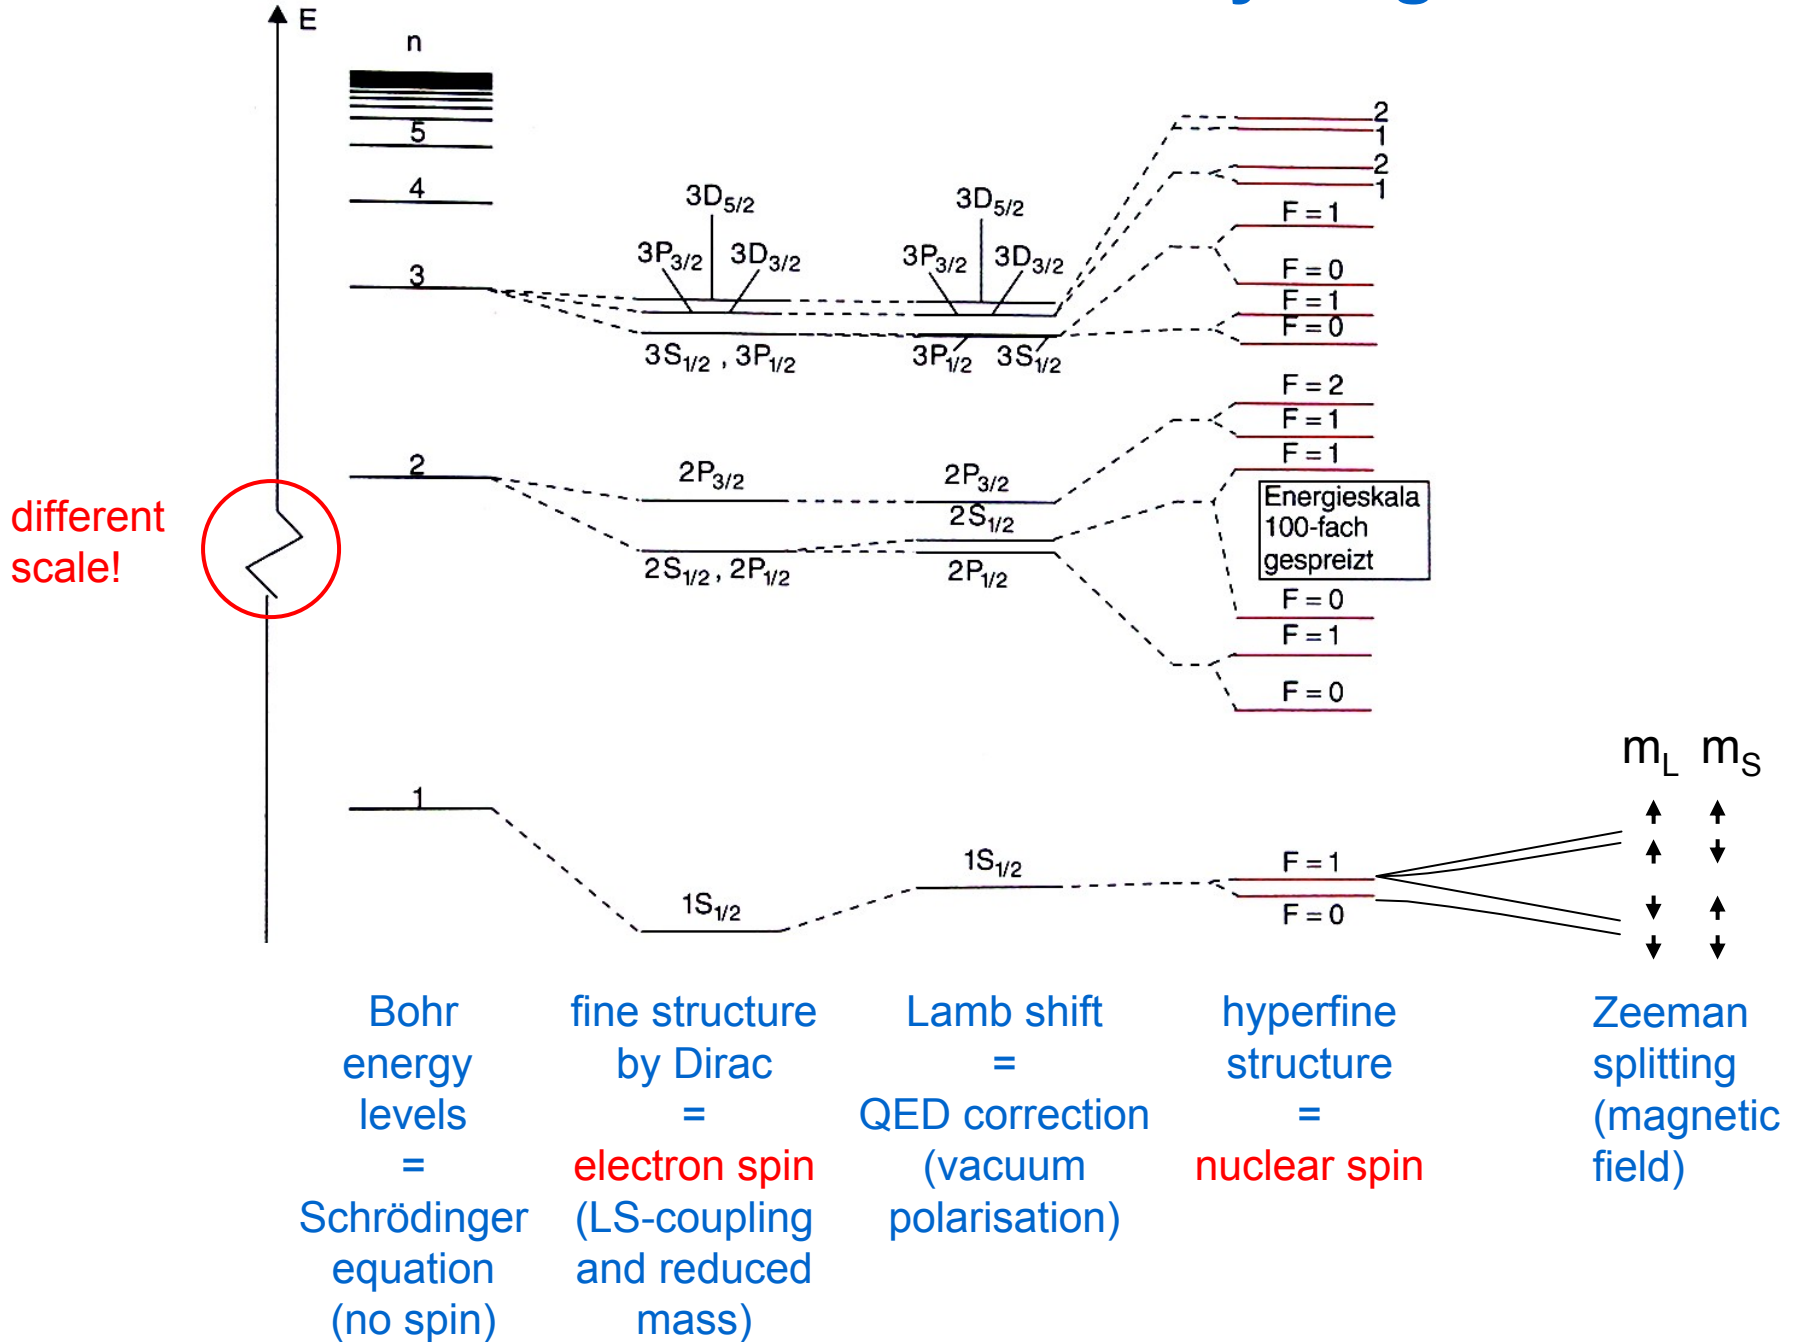 E
n
5
4
3
2
1
different
scale!
3D5/2
3P3/2 3D3/2
3S1/2 , 3P1/2
2P3/2
2S1/2, 2P1/2
1S1/2
3D5/2
3P3/2 3D3/2
3P1/2 3S1/2
2P3/2
2S1/2
2P1/2
1S1/2
2
1
2
1
F = 1
F = 0
F = 1
F = 0
F = 2
F = 1
F = 1
Energieskala
100-fach
gespreizt
F = 0
F = 1
F = 0
F = 1
F = 0
mL mS
Bohr
energy
levels
=
Schrödinger
equation
(no spin)
fine structure
by Dirac
=
electron spin
(LS-coupling
and reduced
mass)
Lamb shift
=
QED correction
(vacuum
polarisation)
hyperfine
structure
=
nuclear spin
Zeeman
splitting
(magnetic
field)